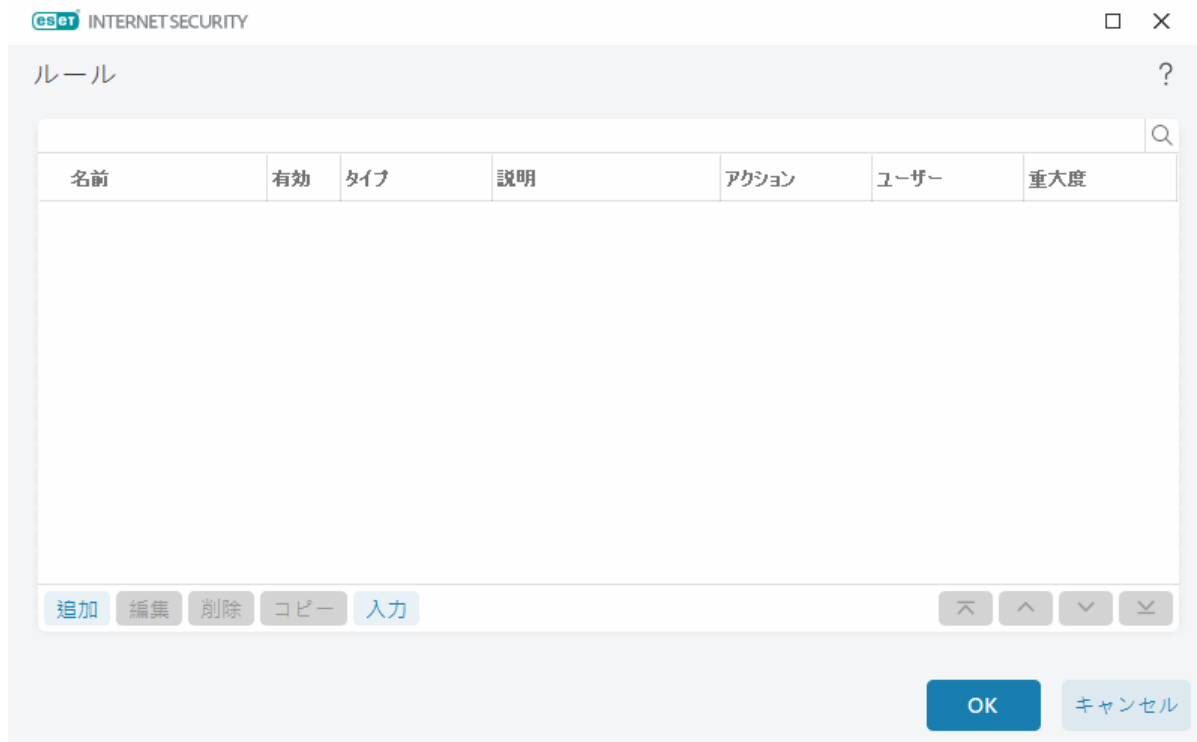 eset INTERNET SECURITY
ルール
?
名前 有効 タイプ 説明 アクション ユーザー 重大度
追加 編集 削除 コピー 入力
OK キャンセル